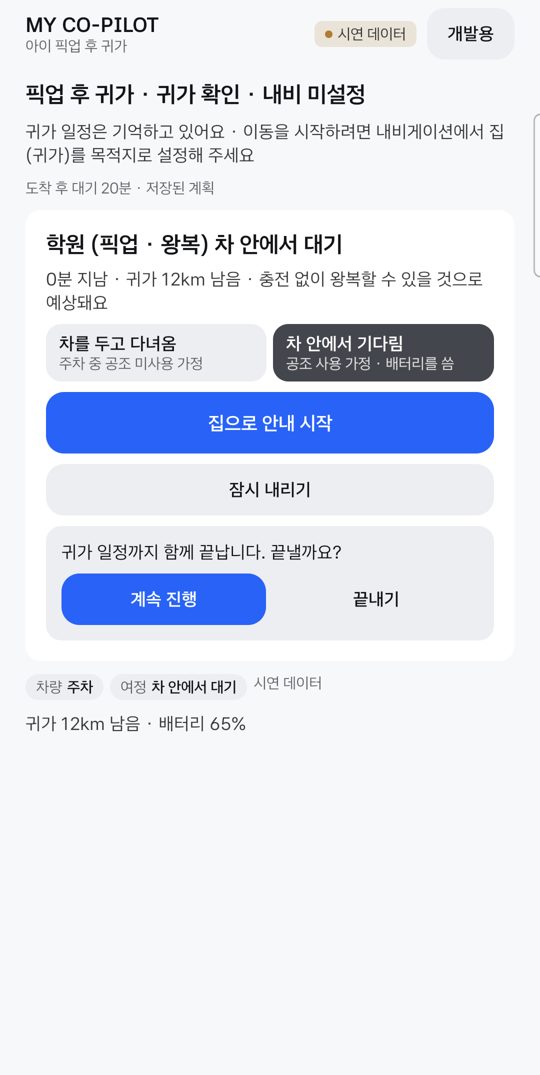 MY CO-PILOT
아이 픽업 후 귀가
시연 데이터
개발용
픽업 후 귀가 · 귀가 확인 · 내비 미설정
귀가 일정은 기억하고 있어요 · 이동을 시작하려면 내비게이션에서 집
(귀가)를 목적지로 설정해 주세요
도착 후 대기 20분 · 저장된 계획
학원 (픽업 · 왕복) 차 안에서 대기
0분 지남 · 귀가 12km 남음 · 충전 없이 왕복할 수 있을 것으로
예상돼요
차를 두고 다녀옴
주차 중 공조 미사용 가정
차 안에서 기다림
공조 사용 가정 · 배터리를 씀
집으로 안내 시작
잠시 내리기
귀가 일정까지 함께 끝납니다. 끝낼까요?
계속 진행
끝내기
차량 주차
여정 차 안에서 대기
시연 데이터
귀가 12km 남음 · 배터리 65%